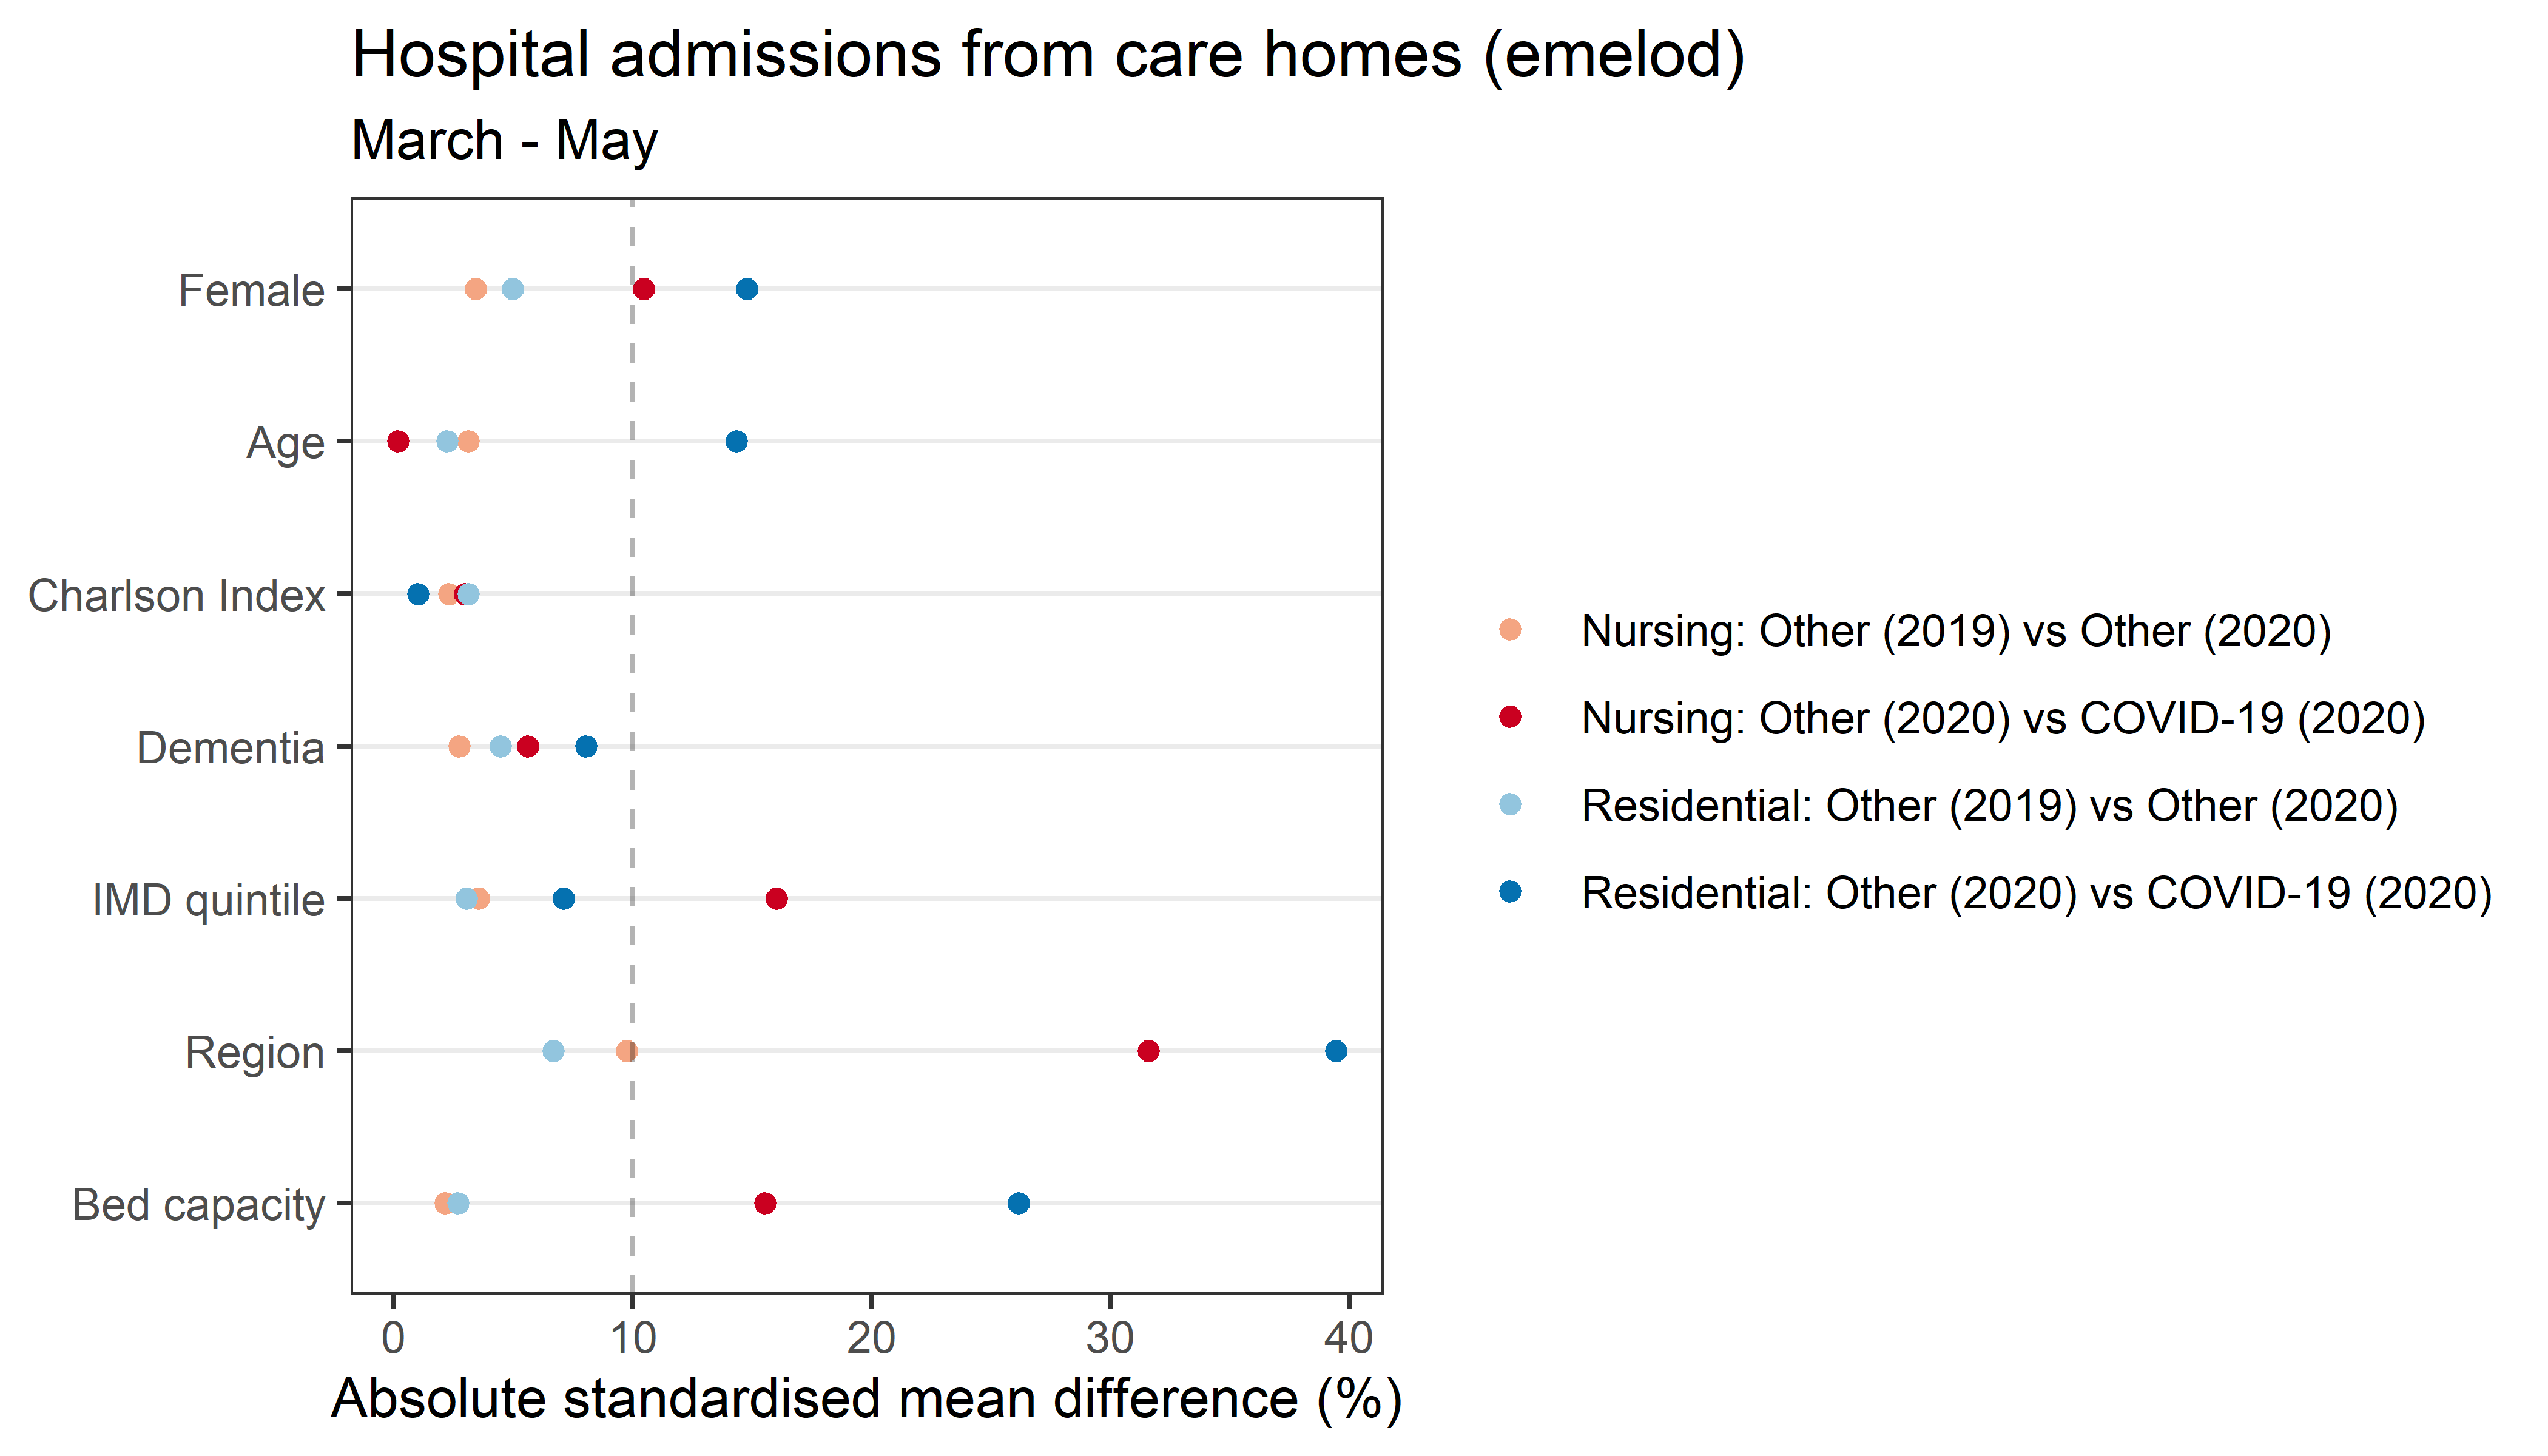 Hospital admissions from care homes (emelod)
March - May
Female
Age
Charlson Index
Dementia
IMD quintile
Region
Bed capacity
0 10 20 30 40
Absolute standardised mean difference (%)
Nursing: Other (2019) vs Other (2020)
Nursing: Other (2020) vs COVID-19 (2020)
Residential: Other (2019) vs Other (2020)
Residential: Other (2020) vs COVID-19 (2020)